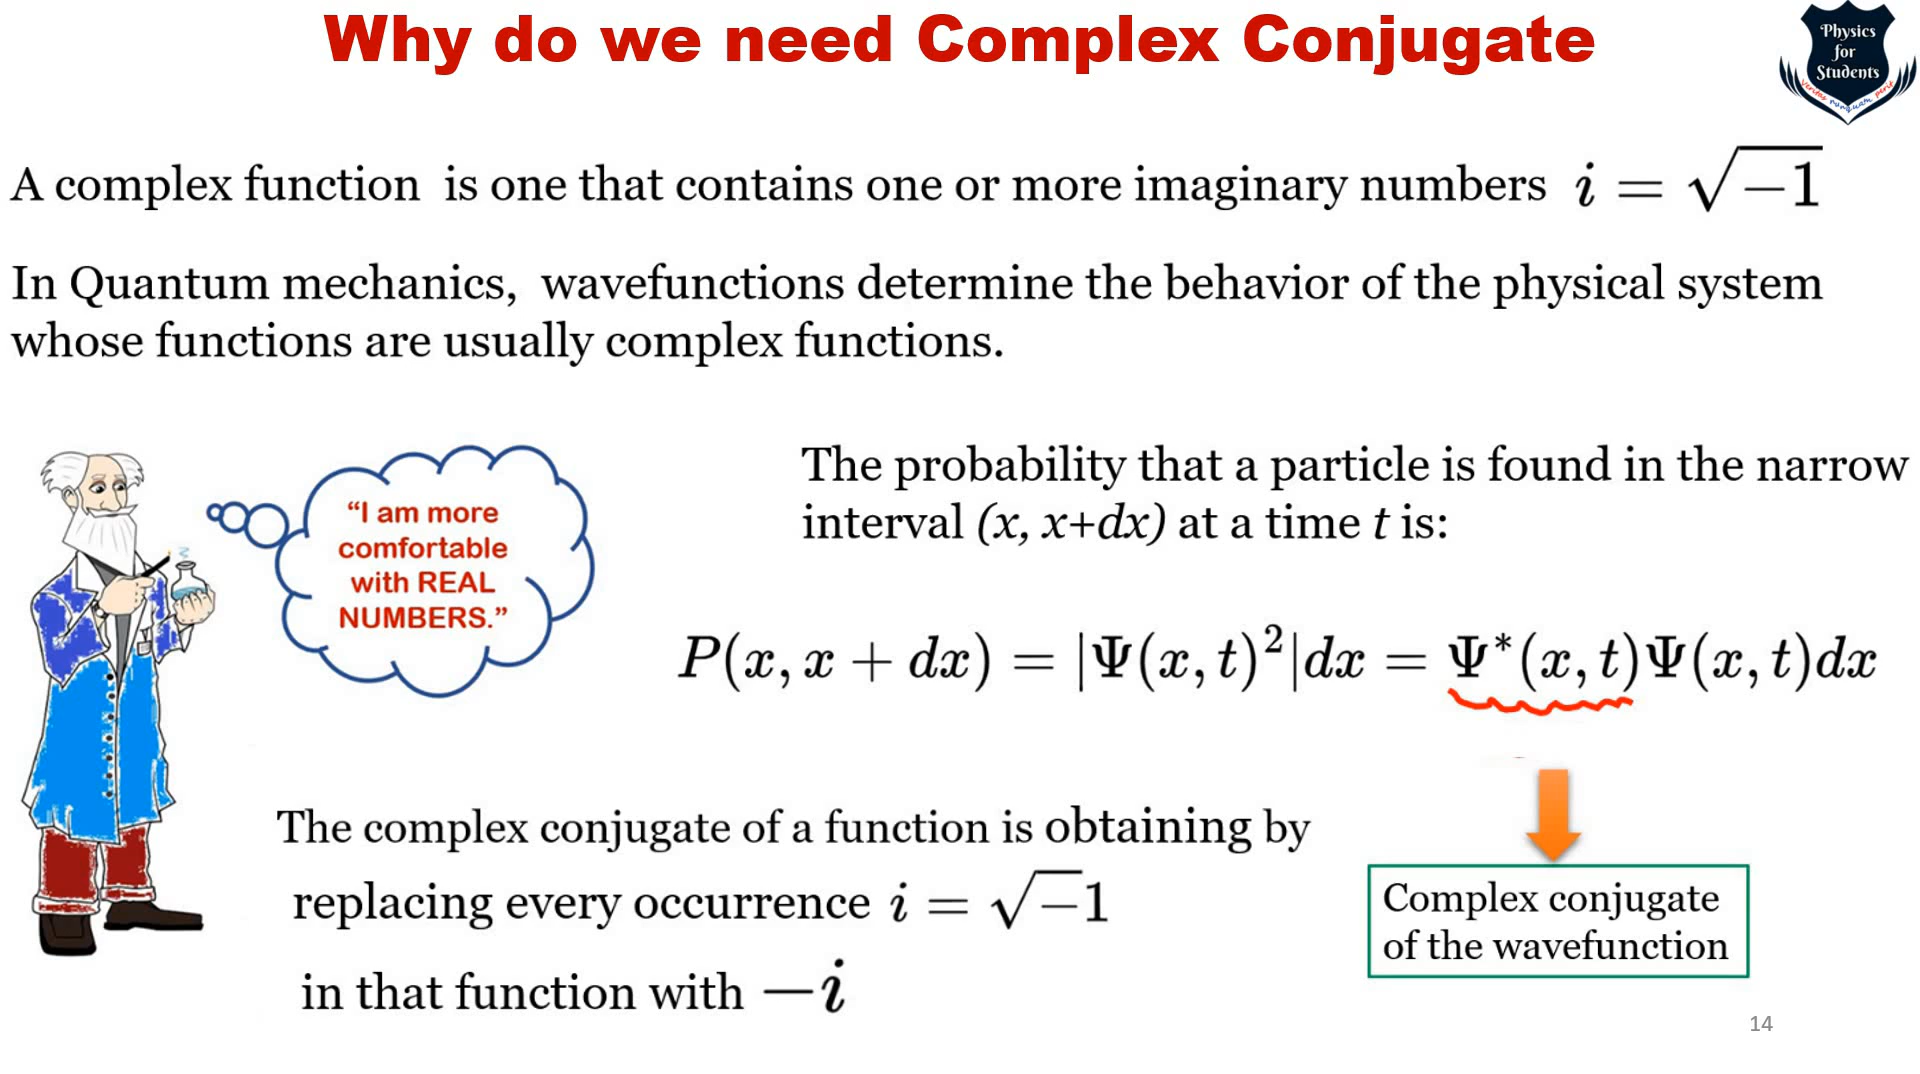 Why do we need Complex Conjugate
Physics
for
Students
veritas nunquam perit
A complex function is one that contains one or more imaginary numbers i = √−1
In Quantum mechanics, wavefunctions determine the behavior of the physical system
whose functions are usually complex functions.
“I am more
comfortable
with REAL
NUMBERS.”
The probability that a particle is found in the narrow
interval (x, x+dx) at a time t is:
P(x, x + dx) = |Ψ(x, t)²|dx = Ψ*(x, t)Ψ(x, t)dx
The complex conjugate of a function is obtaining by
replacing every occurrence i = √−1
in that function with −i
Complex conjugate
of the wavefunction
14